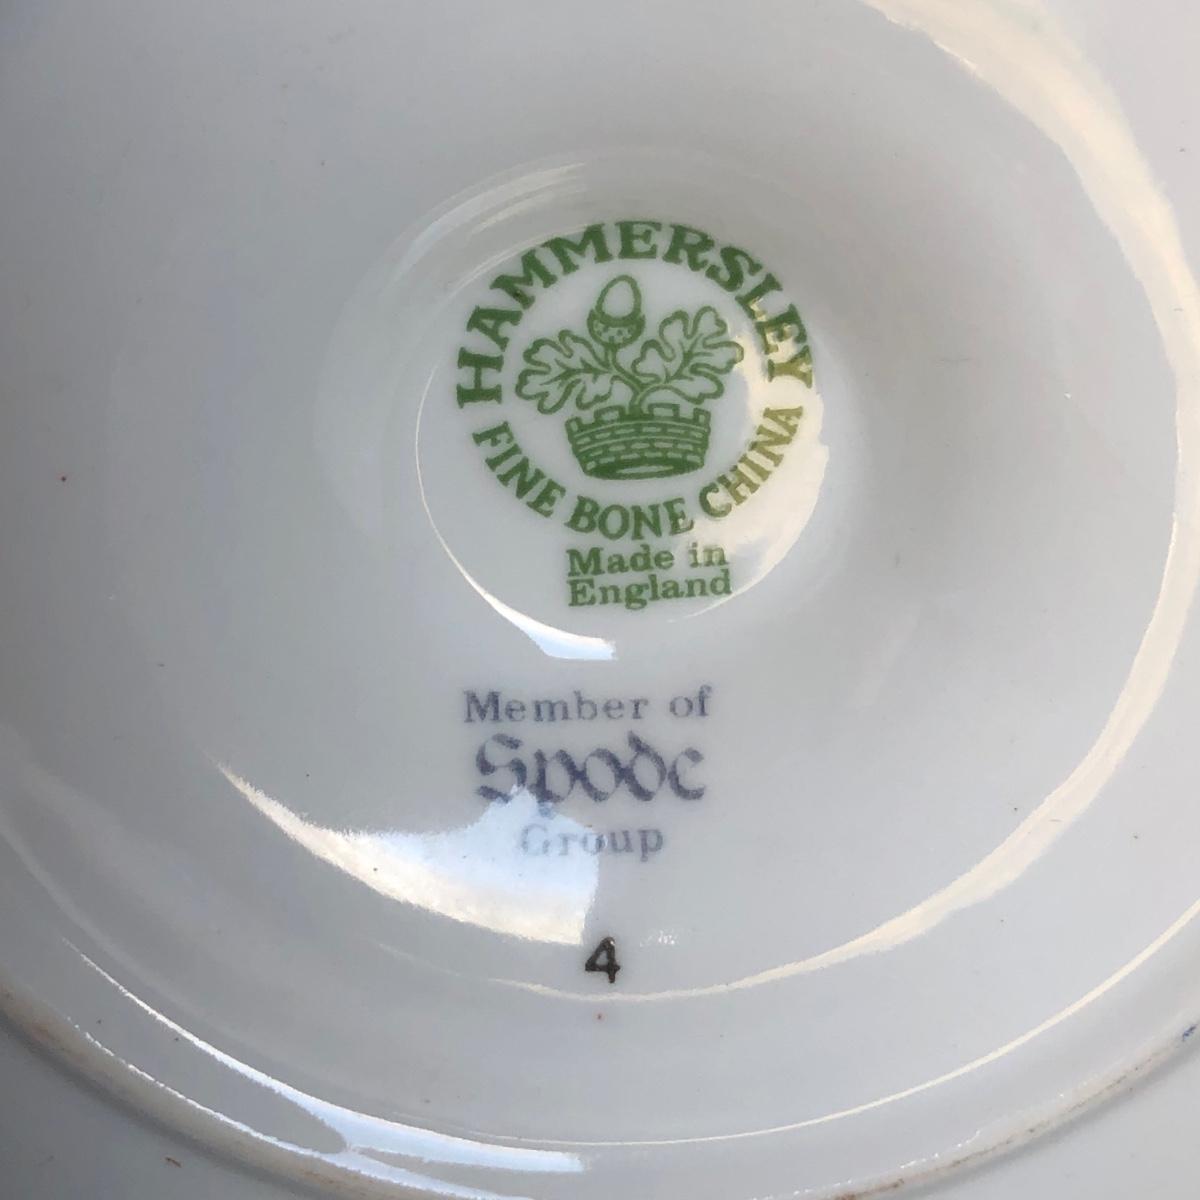 HAMMERSLEY
FINE BONE CHINA
Made in
England
Member of
Spode
Group
4